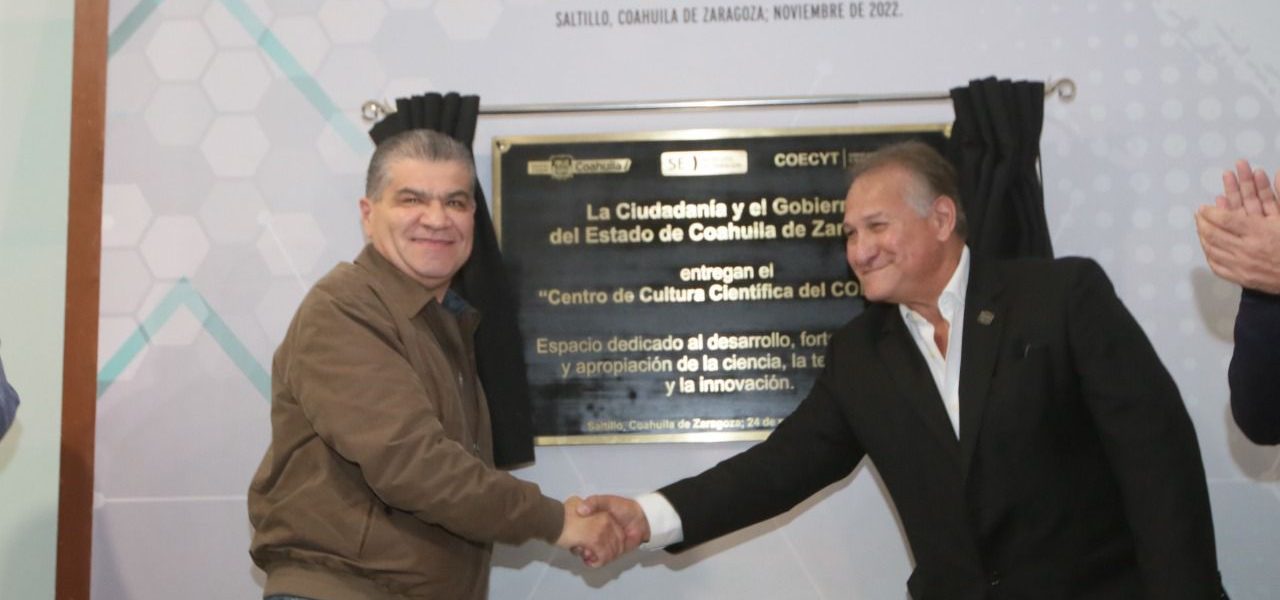 SALTILLO, COAHUILA DE ZARAGOZA; NOVIEMBRE DE 2022.
Coahuila SE COECYT
La Ciudadanía y el Gobier
del Estado de Coahuila de Zar
entregan el
"Centro de Cultura Científica del CO
Espacio dedicado al desarrollo, fort
y apropiación de la ciencia, la te
y la innovación.
Saltillo, Coahuila de Zaragoza; 24 de